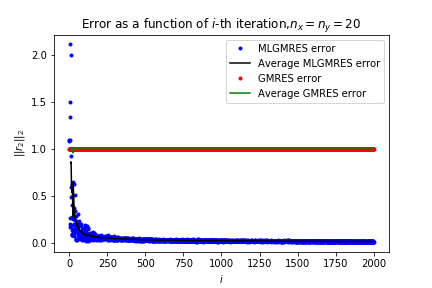 Error as a function of i-th iteration,n_x = n_y = 20
MLGMRES error
Average MLGMRES error
GMRES error
Average GMRES error
||r_2||_2
2.0
1.5
1.0
0.5
0.0
0 250 500 750 1000 1250 1500 1750 2000
i